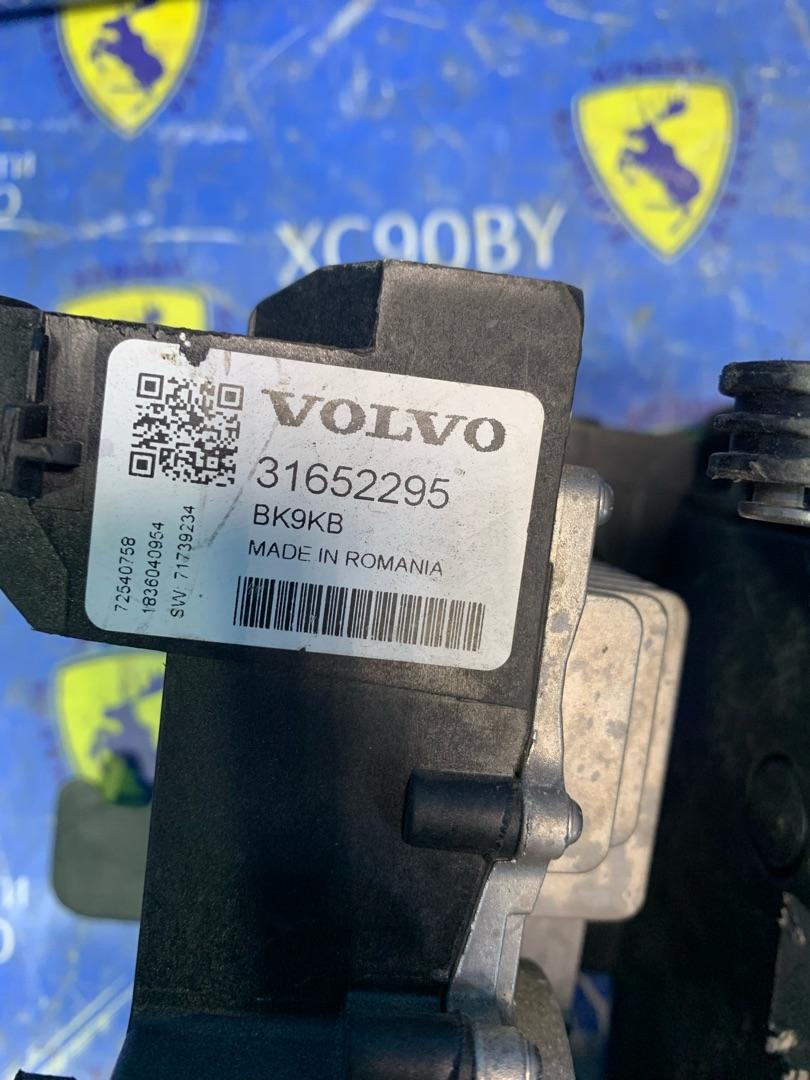 XC90BY
VOLVO
31652295
BK9KB
MADE IN ROMANIA
72540758
1836040954
SW 71739234